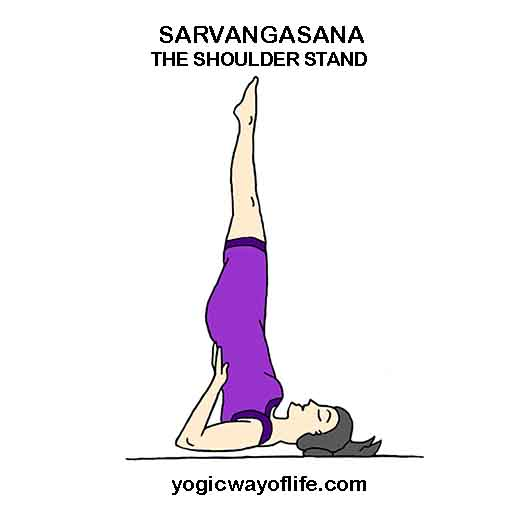 SARVANGASANA
THE SHOULDER STAND
yogicwayoflife.com